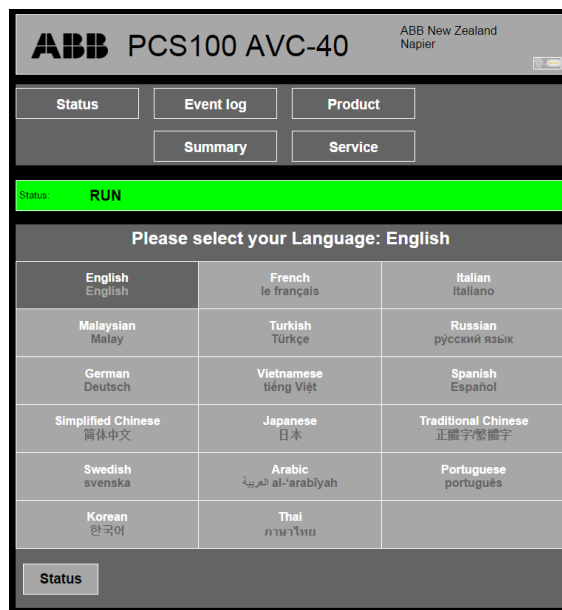 ABB PCS100 AVC-40
ABB New Zealand
Napier
Status Event log Product
Summary Service
Status: RUN
Please select your Language: English
English French Italian
English le français Italiano
Malaysian Turkish Russian
Malay Türkçe ру́сский язы́к
German Vietnamese Spanish
Deutsch tiếng Việt Español
Simplified Chinese Japanese Traditional Chinese
简体中文 日本 正體字/繁體字
Swedish Arabic Portuguese
svenska العربية al-‘arabīyah português
Korean Thai
한국어 ภาษาไทย
Status